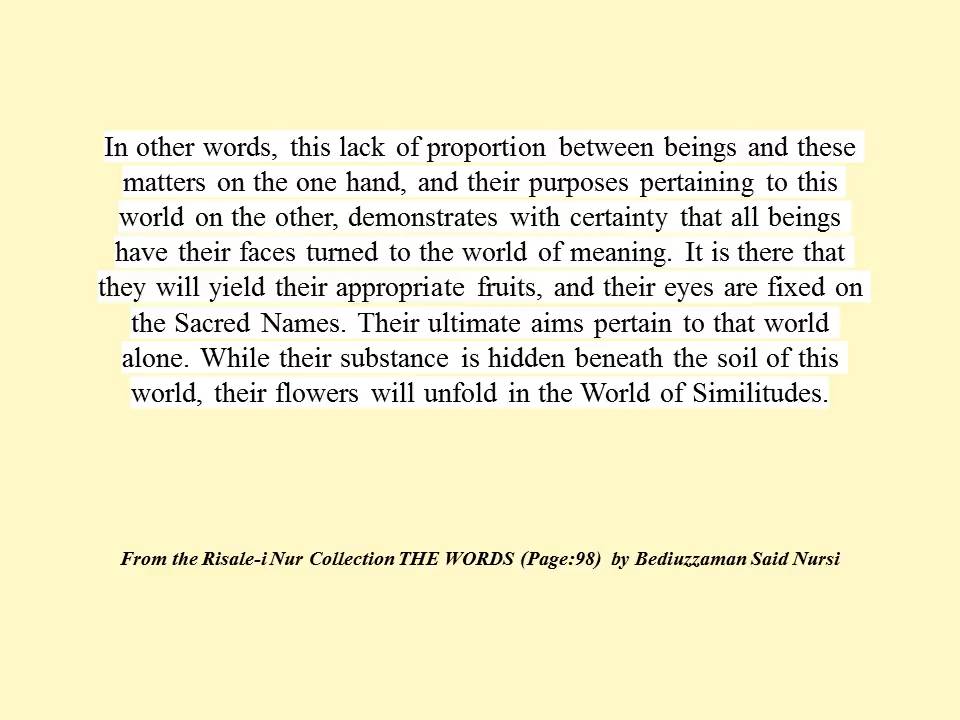 In other words, this lack of proportion between beings and these
matters on the one hand, and their purposes pertaining to this
world on the other, demonstrates with certainty that all beings
have their faces turned to the world of meaning. It is there that
they will yield their appropriate fruits, and their eyes are fixed on
the Sacred Names. Their ultimate aims pertain to that world
alone. While their substance is hidden beneath the soil of this
world, their flowers will unfold in the World of Similitudes.
From the Risale-i Nur Collection THE WORDS (Page:98) by Bediuzzaman Said Nursi